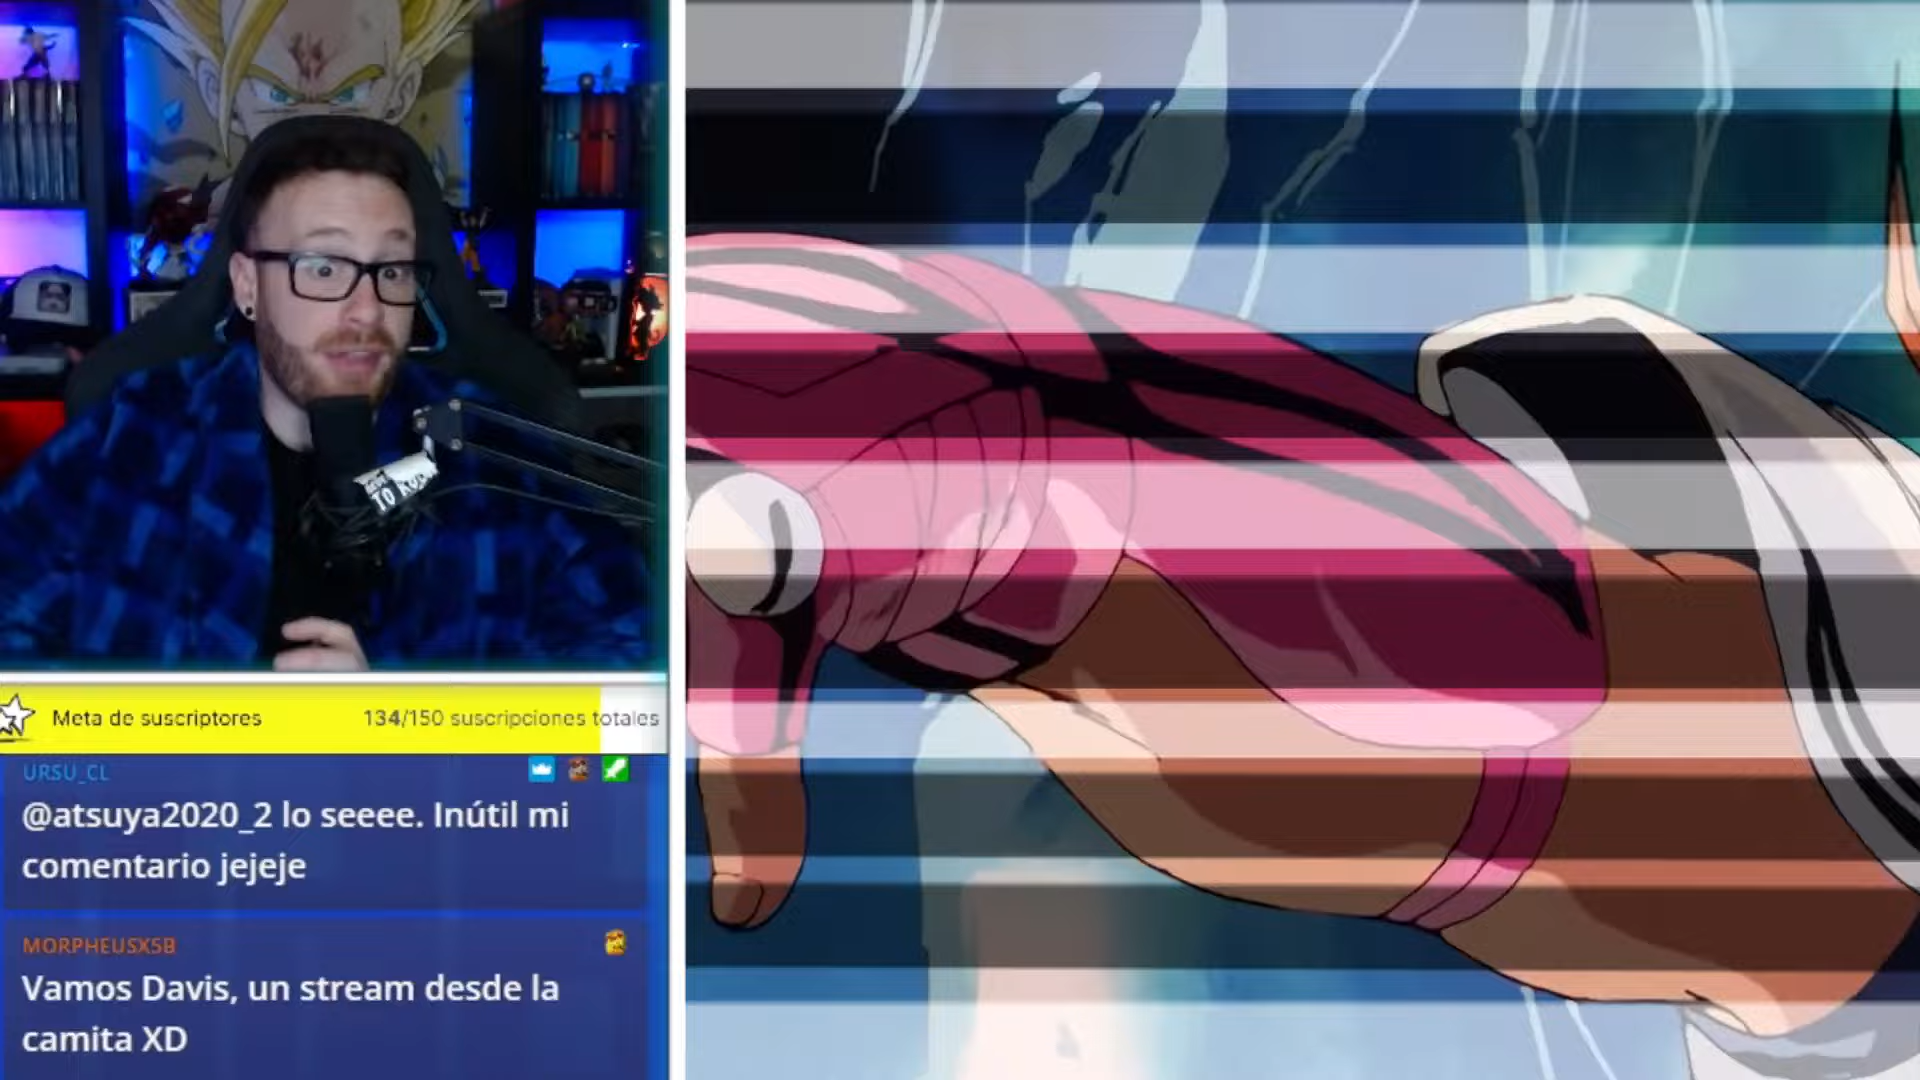 TO
Meta de suscriptores
134/150 suscripciones totales
URSU_CL
@atsuya2020_2 lo seeee. Inútil mi
comentario jejeje
MORPHEUSX5B
Vamos Davis, un stream desde la
camita XD